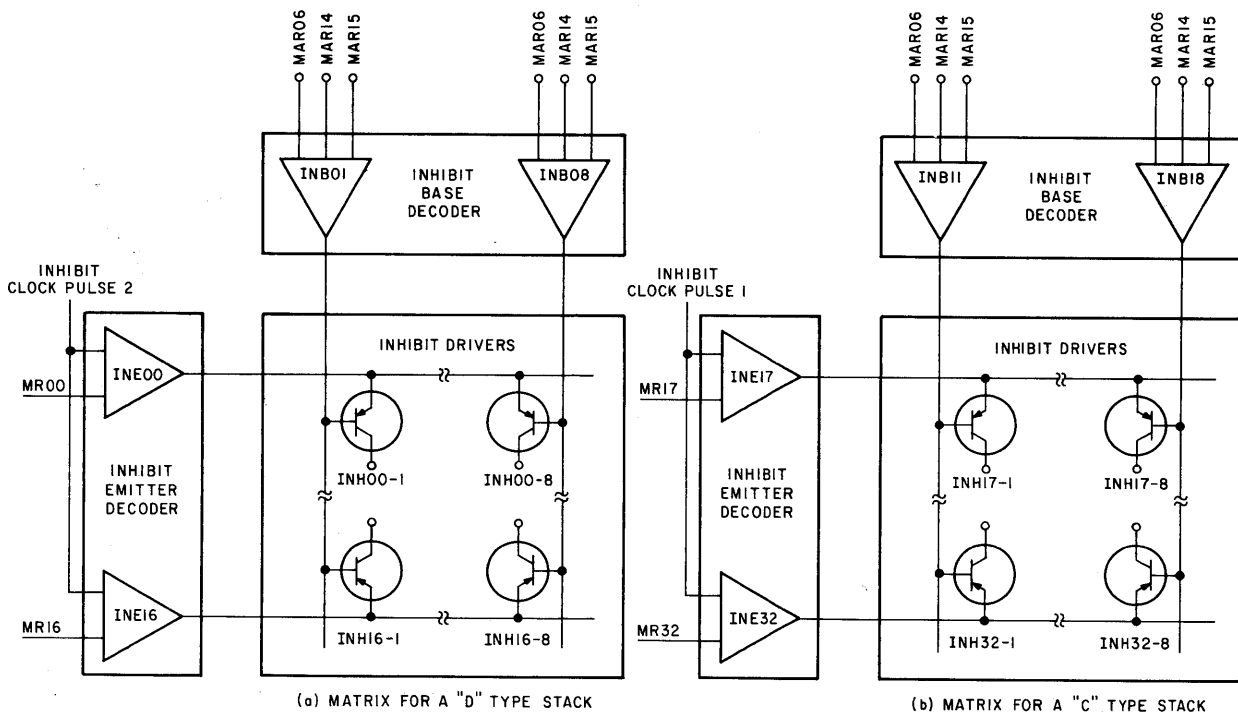 MAR06 MAR14 MAR15 MAR06 MAR14 MAR15 MAR06 MAR14 MAR15 MAR06 MAR14 MAR15
INB01 INHIBIT BASE DECODER INB08
INB11 INHIBIT BASE DECODER INB18
INHIBIT
CLOCK PULSE 2
INHIBIT DRIVERS
INE00
MR00
INH00-1 INH00-8
INHIBIT
EMITTER
DECODER
INE16
MR16
INH16-1 INH16-8
(a) MATRIX FOR A "D" TYPE STACK
INHIBIT
CLOCK PULSE 1
INHIBIT DRIVERS
INE17
MR17
INH17-1 INH17-8
INHIBIT
EMITTER
DECODER
INE32
MR32
INH32-1 INH32-8
(b) MATRIX FOR A "C" TYPE STACK